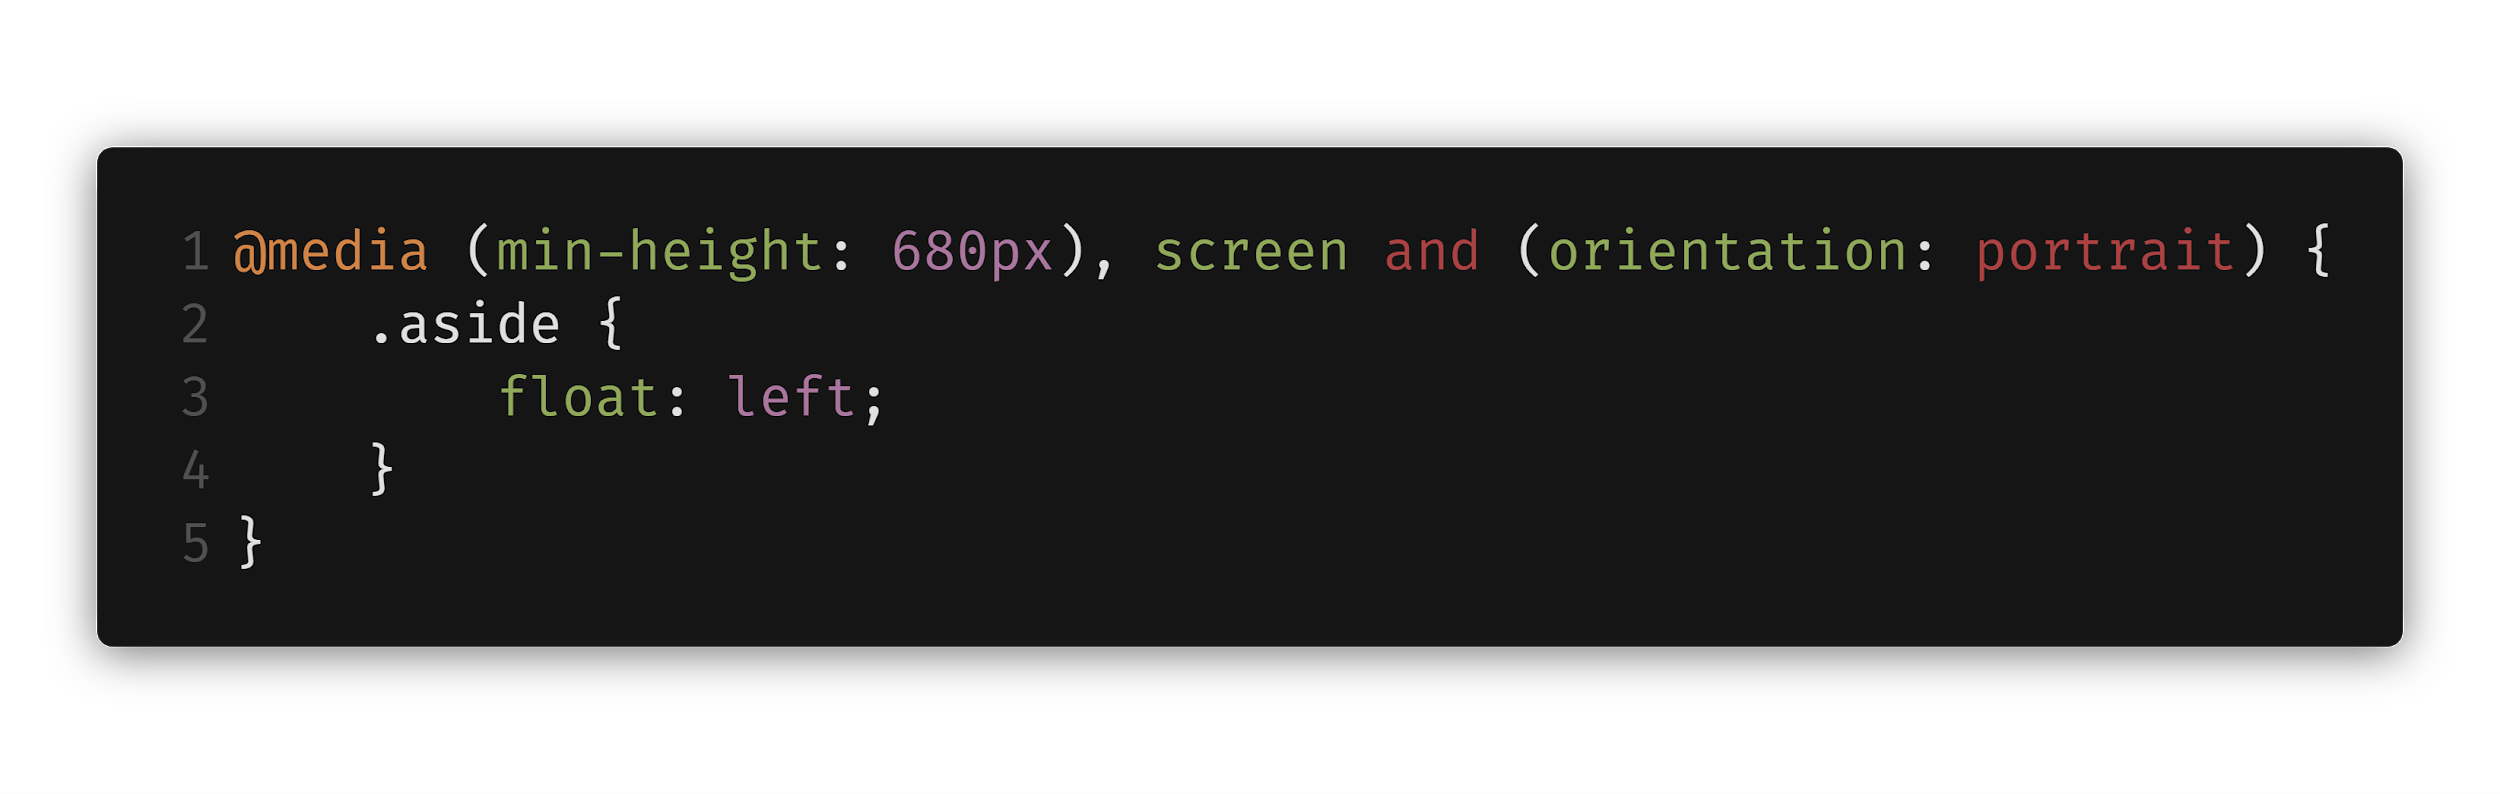 1 @media (min-height: 680px), screen and (orientation: portrait) {
2     .aside {
3         float: left;
4     }
5 }